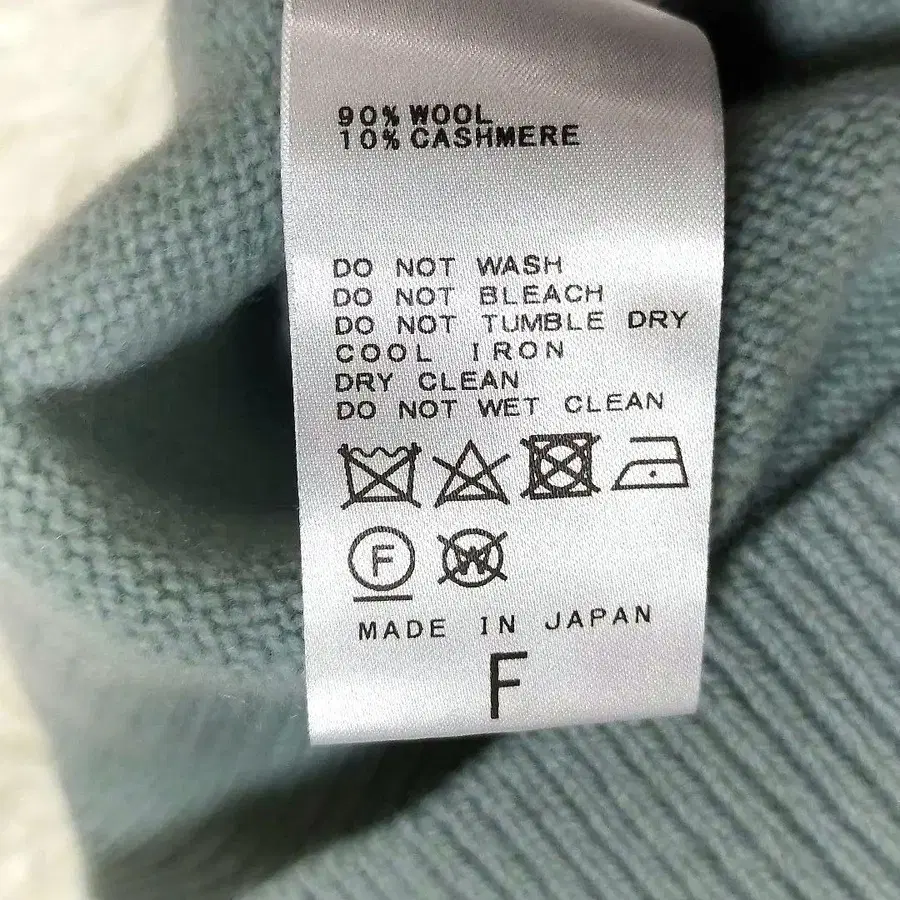 90% WOOL
10% CASHMERE
DO NOT WASH
DO NOT BLEACH
DO NOT TUMBLE DRY
COOL IRON
DRY CLEAN
DO NOT WET CLEAN
F W
MADE IN JAPAN
F